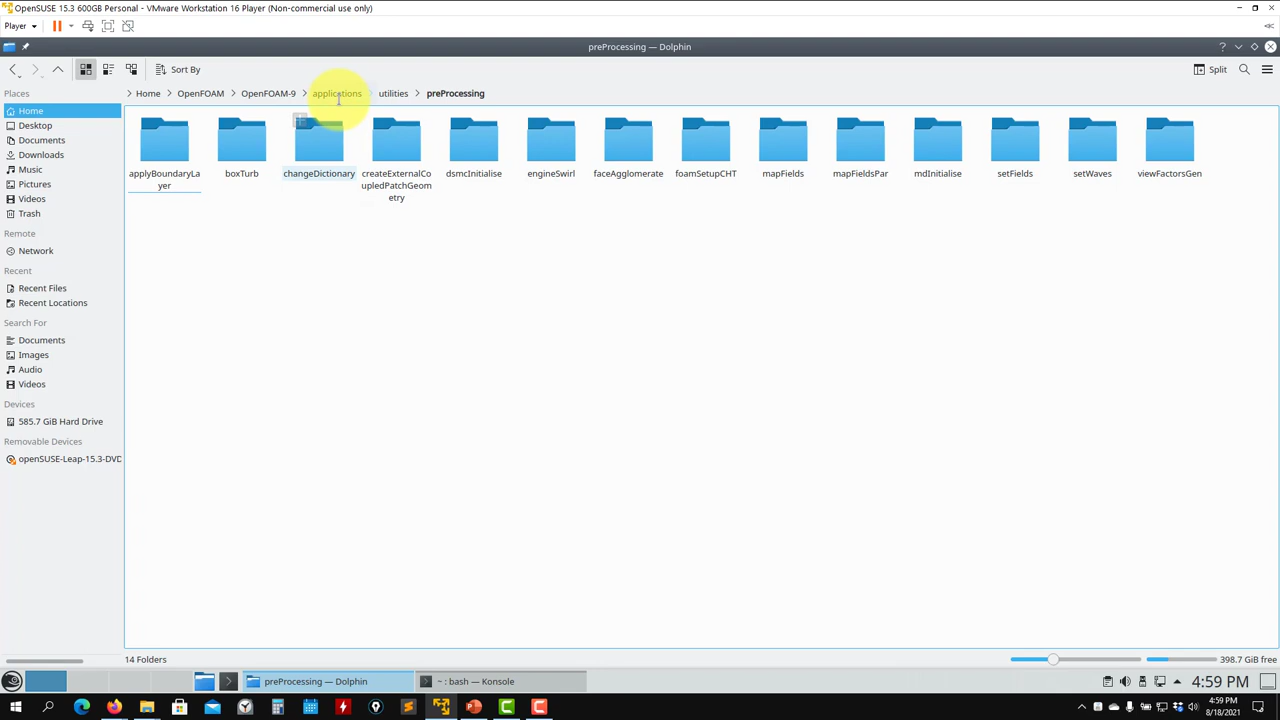 OpenSUSE 15.3 600GB Personal - VMware Workstation 16 Player (Non-commercial use only)
Player
preProcessing — Dolphin
Sort By
Split
Places
Home OpenFOAM OpenFOAM-9 applications utilities preProcessing
Home
Desktop
Documents
Downloads
Music
Pictures
Videos
Trash
Remote
Network
Recent
Recent Files
Recent Locations
Search For
Documents
Images
Audio
Videos
Devices
585.7 GiB Hard Drive
Removable Devices
openSUSE-Leap-15.3-DVD
applyBoundaryLa
yer
boxTurb
changeDictionary
createExternalCo
upledPatchGeom
etry
dsmcInitialise
engineSwirl
faceAgglomerate
foamSetupCHT
mapFields
mapFieldsPar
mdInitialise
setFields
setWaves
viewFactorsGen
14 Folders
398.7 GiB free
preProcessing — Dolphin
~ : bash — Konsole
4:59 PM
4:59 PM
8/18/2021